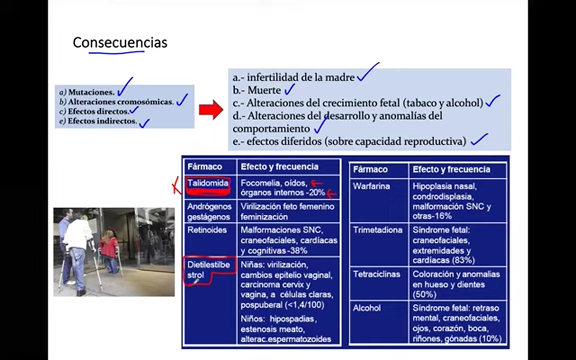 Consecuencias
a) Mutaciones.
b) Alteraciones cromosómicas.
c) Efectos directos.
e) Efectos indirectos.
a.- infertilidad de la madre
b.- Muerte
c.- Alteraciones del crecimiento fetal (tabaco y alcohol)
d.- Alteraciones del desarrollo y anomalías del
comportamiento
e.- efectos diferidos (sobre capacidad reproductiva)
Fármaco Efecto y frecuencia
Talidomida Focomelia, oídos,
órganos internos -20%
Andrógenos Virilización feto femenino
gestágenos feminización
Retinoides Malformaciones SNC,
craneofaciales, cardíacas
y cognitivas -38%
Dietilestilbe Niñas: virilización,
strol cambios epitelio vaginal,
carcinoma cervix y
vagina, a células claras,
pospuberal (<1,4/100)
Niños: hipospadias,
estenosis meato,
alterac.espermatozoides
Fármaco Efecto y frecuencia
Warfarina Hipoplasia nasal,
condrodisplasia,
malformación SNC y
otras-16%
Trimetadiona Síndrome fetal:
craneofaciales,
extremidades y
cardíacas (83%)
Tetraciclinas Coloración y anomalías
en hueso y dientes
(50%)
Alcohol Síndrome fetal: retraso
mental, craneofaciales,
ojos, corazón, boca,
riñones, gónadas (10%)